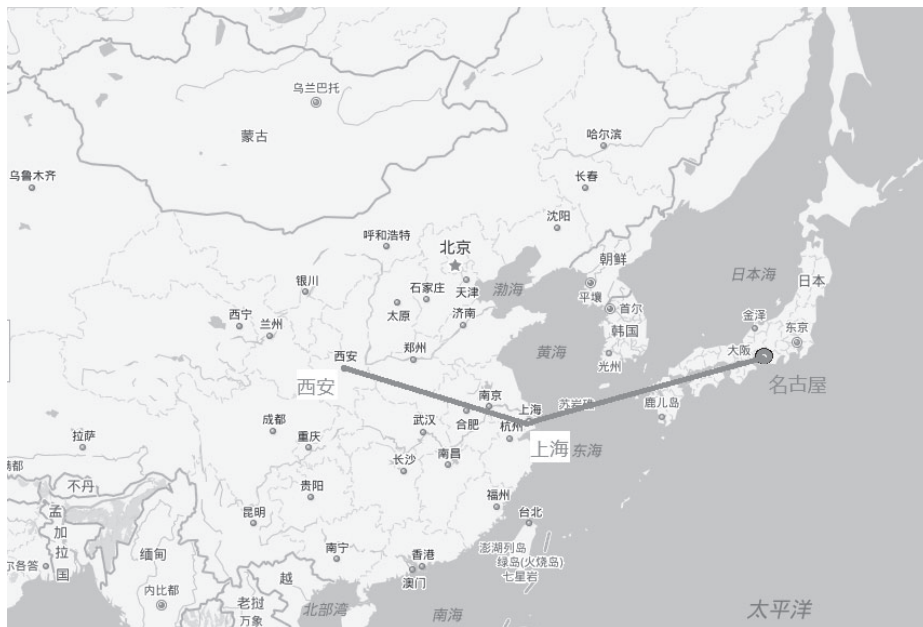 乌兰巴托
蒙古
哈尔滨
乌鲁木齐
长春
沈阳
呼和浩特
北京
朝鲜
日本海
日本
银川
石家庄
天津
渤海
平壤
西宁
太原
济南
首尔
金泽
兰州
韩国
东京
西安
郑州
黄海
大阪
光州
西安
名古屋
南京
苏岩礁
鹿儿岛
成都
武汉
合肥
上海
杭州
拉萨
重庆
上海
东海
长沙
南昌
不丹
贵阳
福州
孟加拉国
昆明
台北
缅甸
南宁
香港
澎湖列岛
绿岛(火烧岛)
七星岩
尔各答
澳门
越
内比都
老挝
万象
北部湾
南海
太平洋